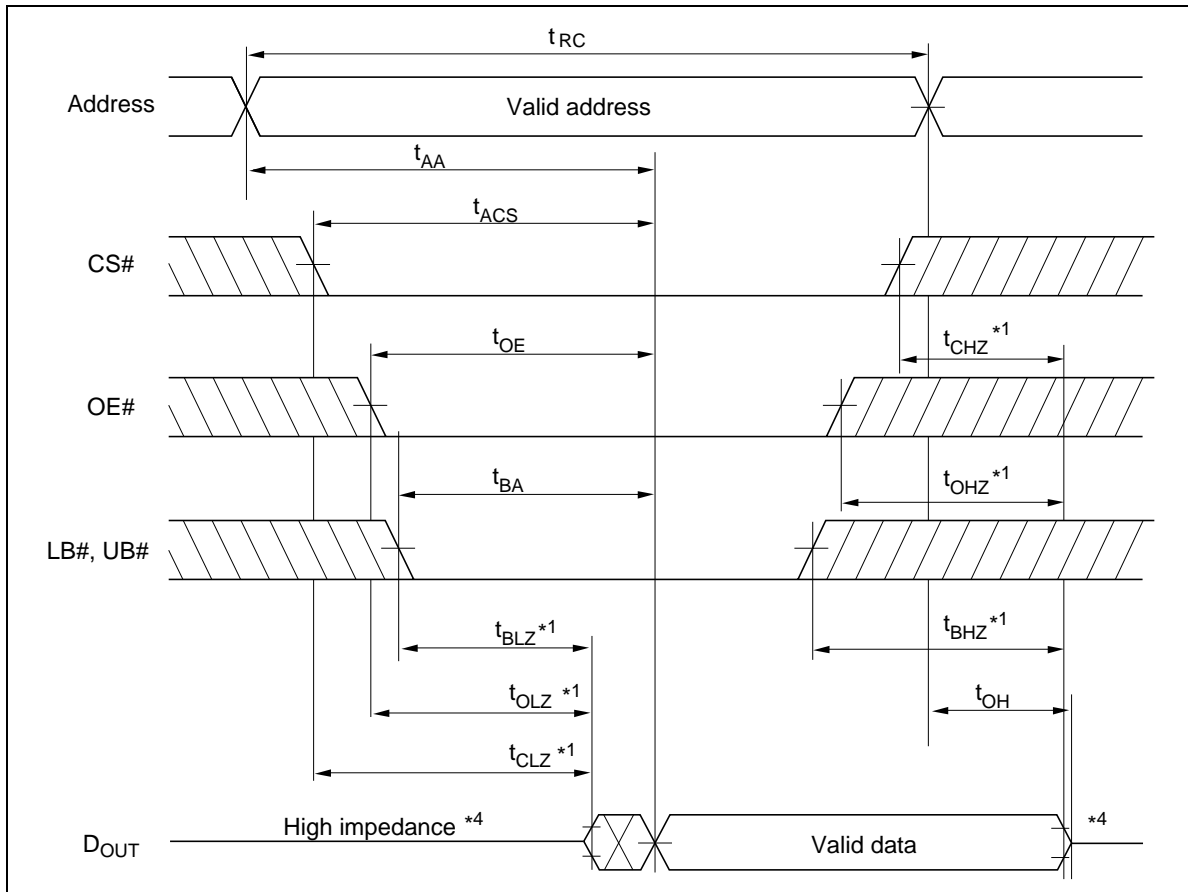 tRC
Address
Valid address
tAA
tACS
CS#
tOE
tCHZ *1
OE#
tBA
tOHZ *1
LB#, UB#
tBLZ*1
tBHZ*1
tOLZ *1
tOH
tCLZ *1
High impedance *4
*4
DOUT
Valid data